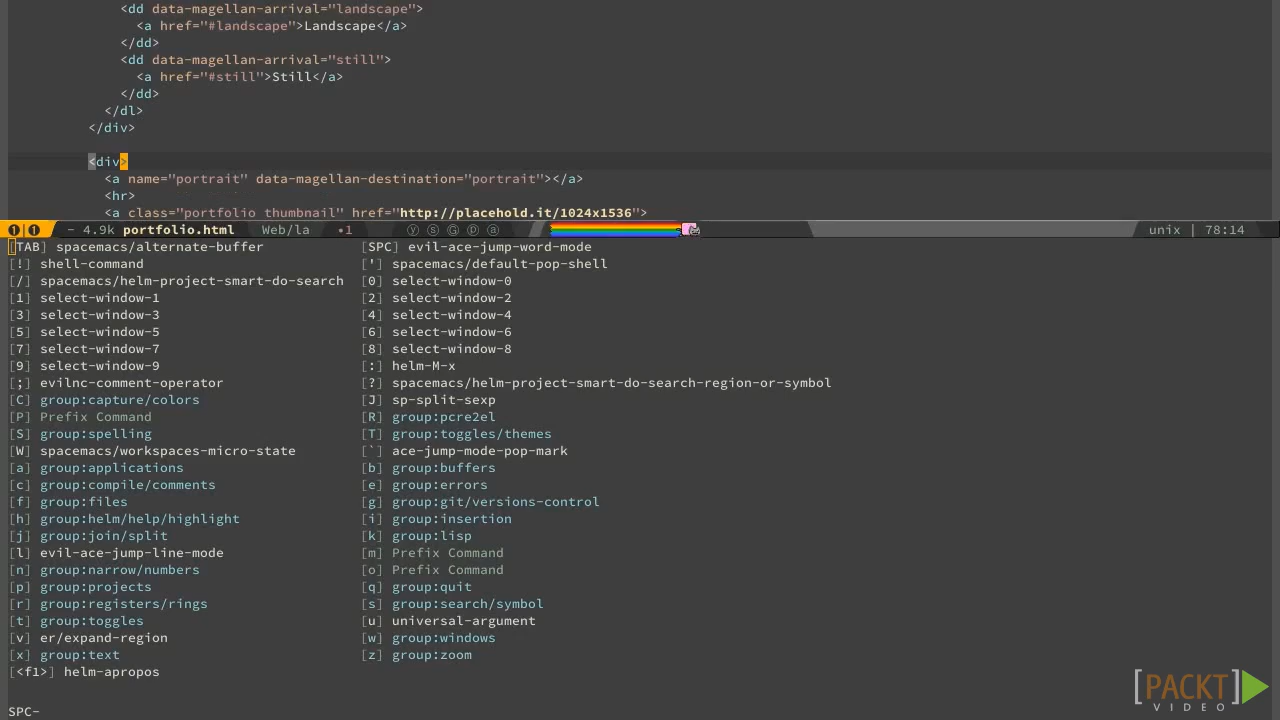 <dd data-magellan-arrival="landscape">
<a href="#landscape">Landscape</a>
</dd>
<dd data-magellan-arrival="still">
<a href="#still">Still</a>
</dd>
</dl>
</div>
<div>
<a name="portrait" data-magellan-destination="portrait"></a>
<hr>
<a class="portfolio thumbnail" href="http://placehold.it/1024x1536">
❶|❶ - 4.9k portfolio.html Web/la •1 ⓨ ⓢ Ⓖ ⓟ ⓐ unix | 78:14
[TAB] spacemacs/alternate-buffer [SPC] evil-ace-jump-word-mode
[!] shell-command ['] spacemacs/default-pop-shell
[/] spacemacs/helm-project-smart-do-search [0] select-window-0
[1] select-window-1 [2] select-window-2
[3] select-window-3 [4] select-window-4
[5] select-window-5 [6] select-window-6
[7] select-window-7 [8] select-window-8
[9] select-window-9 [:] helm-M-x
[;] evilnc-comment-operator [?] spacemacs/helm-project-smart-do-search-region-or-symbol
[C] group:capture/colors [J] sp-split-sexp
[P] Prefix Command [R] group:pcre2el
[S] group:spelling [T] group:toggles/themes
[W] spacemacs/workspaces-micro-state [`] ace-jump-mode-pop-mark
[a] group:applications [b] group:buffers
[c] group:compile/comments [e] group:errors
[f] group:files [g] group:git/versions-control
[h] group:helm/help/highlight [i] group:insertion
[j] group:join/split [k] group:lisp
[l] evil-ace-jump-line-mode [m] Prefix Command
[n] group:narrow/numbers [o] Prefix Command
[p] group:projects [q] group:quit
[r] group:registers/rings [s] group:search/symbol
[t] group:toggles [u] universal-argument
[v] er/expand-region [w] group:windows
[x] group:text [z] group:zoom
[<f1>] helm-apropos
SPC-
[PACKT]
VIDEO